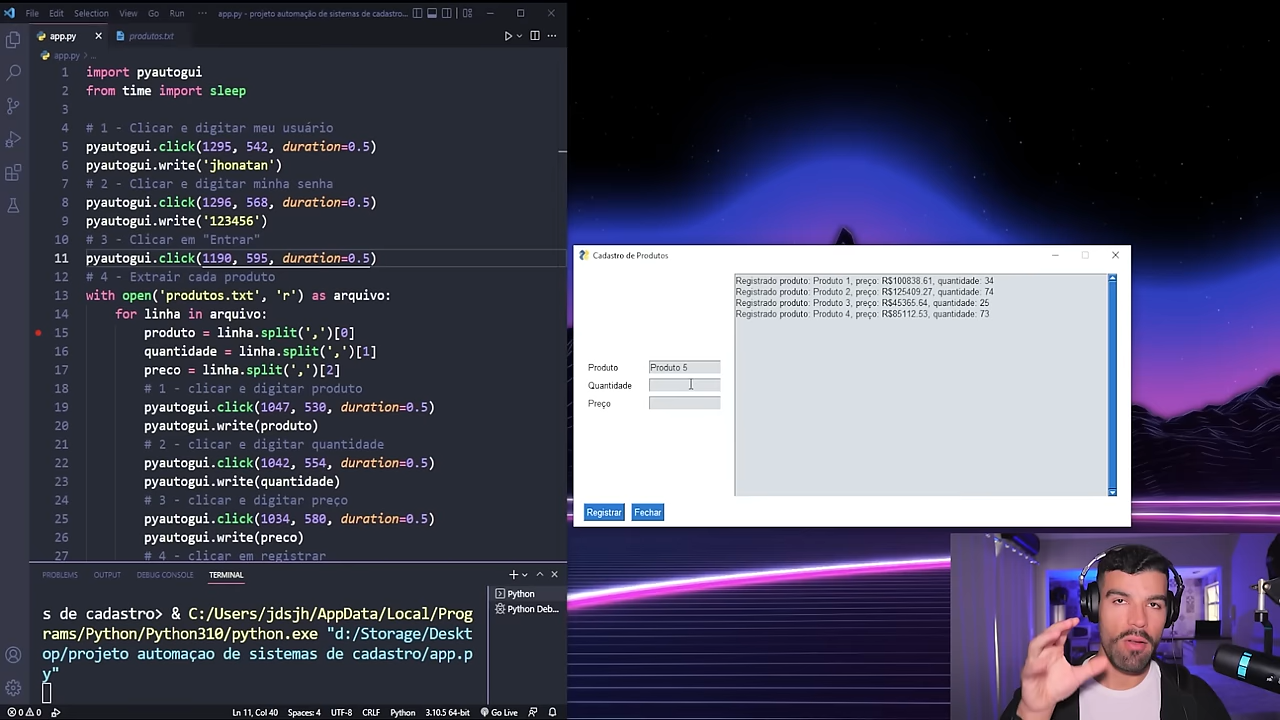 File Edit Selection View Go Run ··· app.py - projeto automação de sistemas de cadastro...
app.py
produtos.txt
app.py > ...
1 import pyautogui
2 from time import sleep
3
4 # 1 - Clicar e digitar meu usuário
5 pyautogui.click(1295, 542, duration=0.5)
6 pyautogui.write('jhonatan')
7 # 2 - Clicar e digitar minha senha
8 pyautogui.click(1296, 568, duration=0.5)
9 pyautogui.write('123456')
10 # 3 - Clicar em "Entrar"
11 pyautogui.click(1190, 595, duration=0.5)
12 # 4 - Extrair cada produto
13 with open('produtos.txt', 'r') as arquivo:
14 for linha in arquivo:
15 produto = linha.split(',')[0]
16 quantidade = linha.split(',')[1]
17 preco = linha.split(',')[2]
18 # 1 - clicar e digitar produto
19 pyautogui.click(1047, 530, duration=0.5)
20 pyautogui.write(produto)
21 # 2 - clicar e digitar quantidade
22 pyautogui.click(1042, 554, duration=0.5)
23 pyautogui.write(quantidade)
24 # 3 - clicar e digitar preço
25 pyautogui.click(1034, 580, duration=0.5)
26 pyautogui.write(preco)
27 # 4 - clicar em registrar
PROBLEMS OUTPUT DEBUG CONSOLE TERMINAL
s de cadastro> & C:/Users/jdsjh/AppData/Local/Prog
rams/Python/Python310/python.exe "d:/Storage/Deskt
op/projeto automaçao de sistemas de cadastro/app.p
y"
Python
Python Deb...
0 0 Ln 11, Col 40 Spaces: 4 UTF-8 CRLF Python 3.10.5 64-bit Go Live
Cadastro de Produtos
Registrado produto: Produto 1, preço: R$100838.61, quantidade: 34
Registrado produto: Produto 2, preço: R$125409.27, quantidade: 74
Registrado produto: Produto 3, preço: R$45365.64, quantidade: 25
Registrado produto: Produto 4, preço: R$85112.53, quantidade: 73
Produto Produto 5
Quantidade
Preço
Registrar Fechar